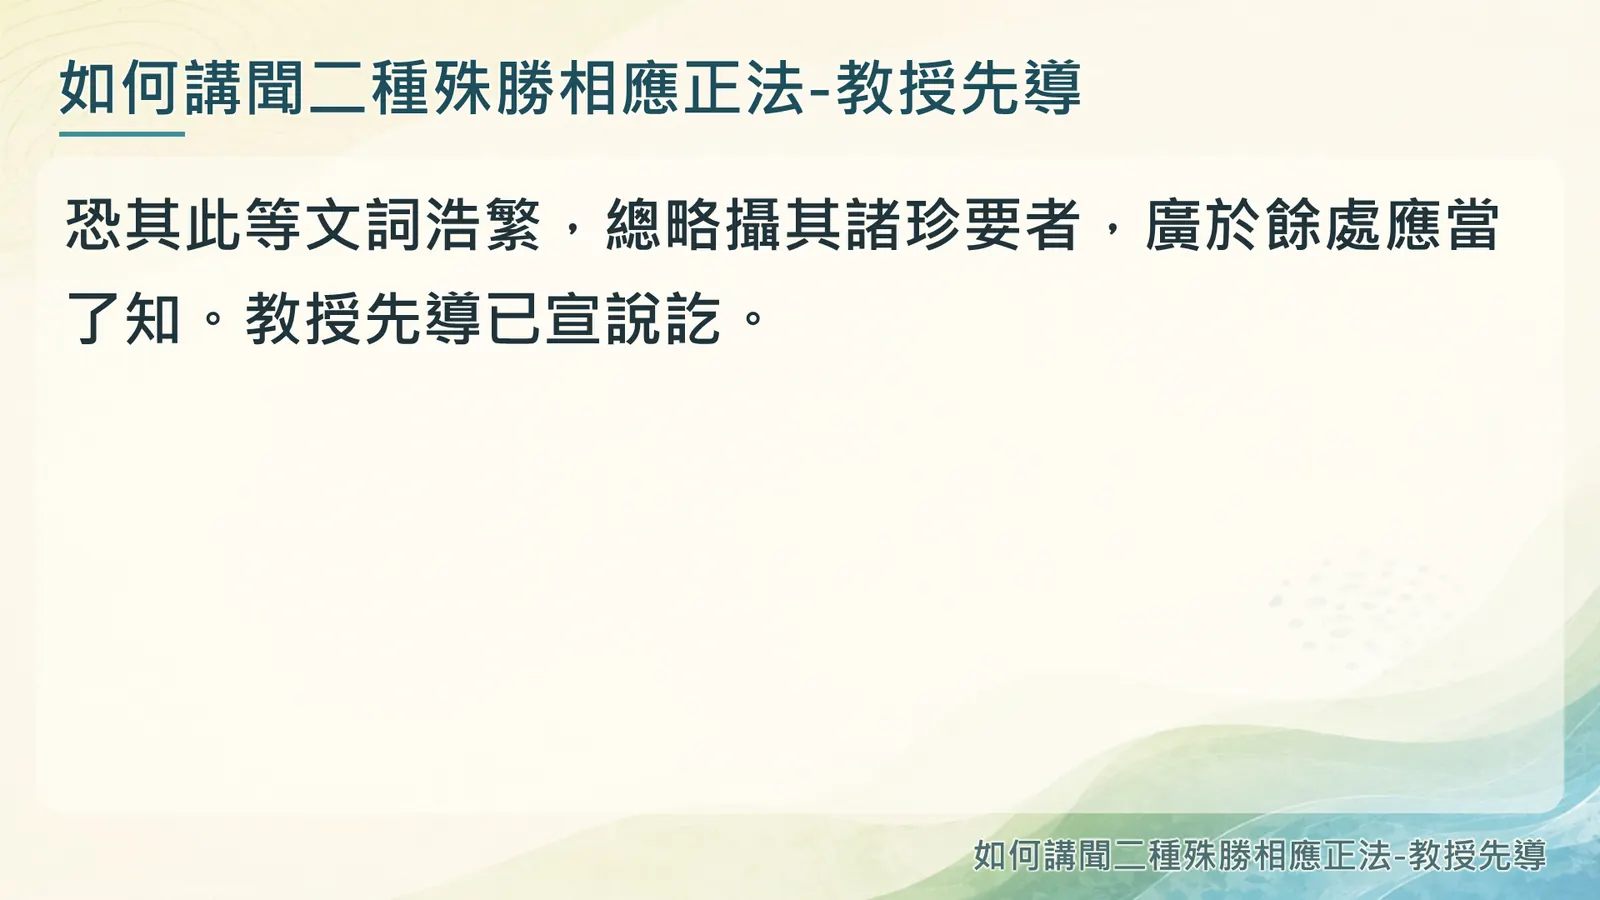 如何講聞二種殊勝相應正法-教授先導
恐其此等文詞浩繁，總略攝其諸珍要者，廣於餘處應當
了知。教授先導已宣說訖。
如何講聞二種殊勝相應正法-教授先導